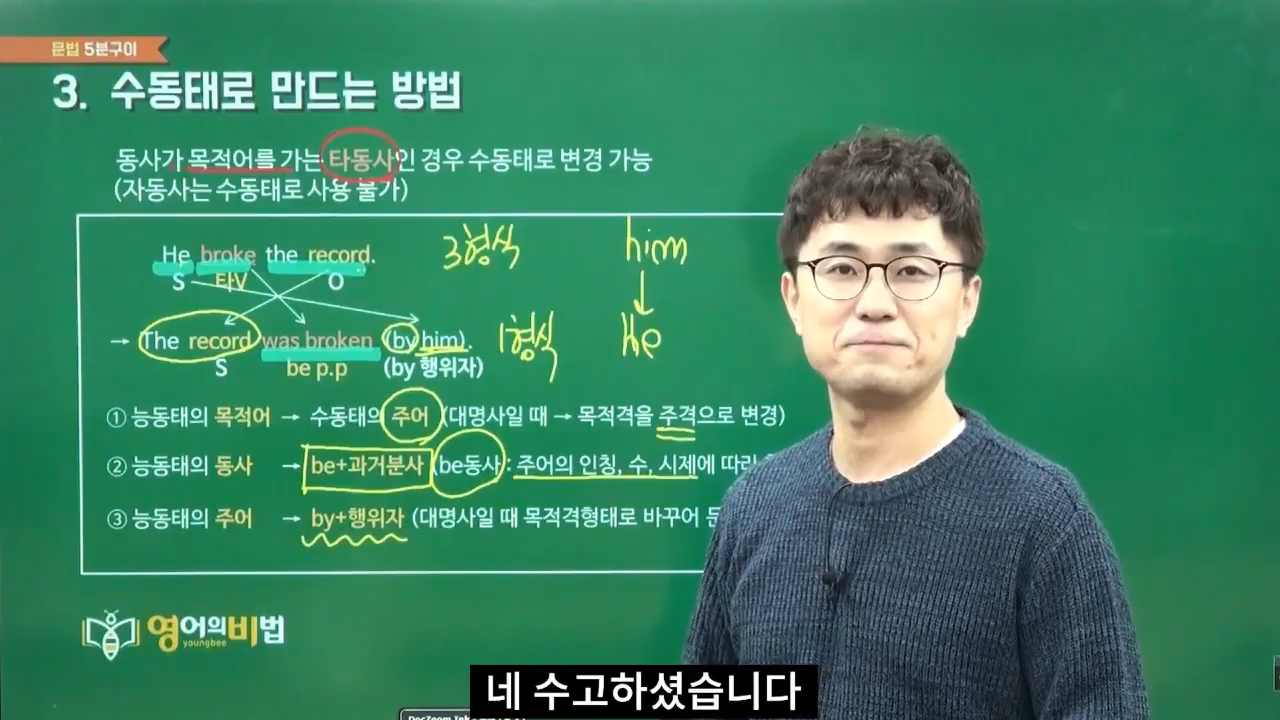 문법 5분구이
3. 수동태로 만드는 방법
동사가 목적어를 가는 타동사인 경우 수동태로 변경 가능
(자동사는 수동태로 사용 불가)
He broke the record. 3형식 him
S 타V O
→ The record was broken (by him). 1형식 He
S be p.p (by 행위자)
① 능동태의 목적어 → 수동태의 주어 (대명사일 때 → 목적격을 주격으로 변경)
② 능동태의 동사 → be+과거분사 (be동사 : 주어의 인칭, 수, 시제에 따라
③ 능동태의 주어 → by+행위자 (대명사일 때 목적격형태로 바꾸어
영어의비법
youngbee
네 수고하셨습니다